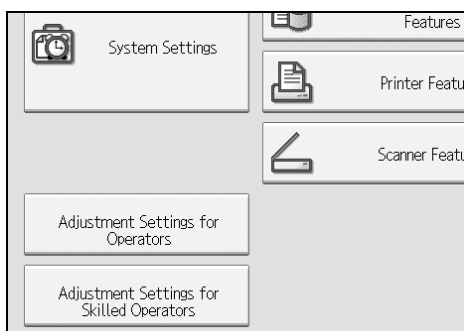 System Settings
Features
Printer Featu
Scanner Featu
Adjustment Settings for
Operators
Adjustment Settings for
Skilled Operators